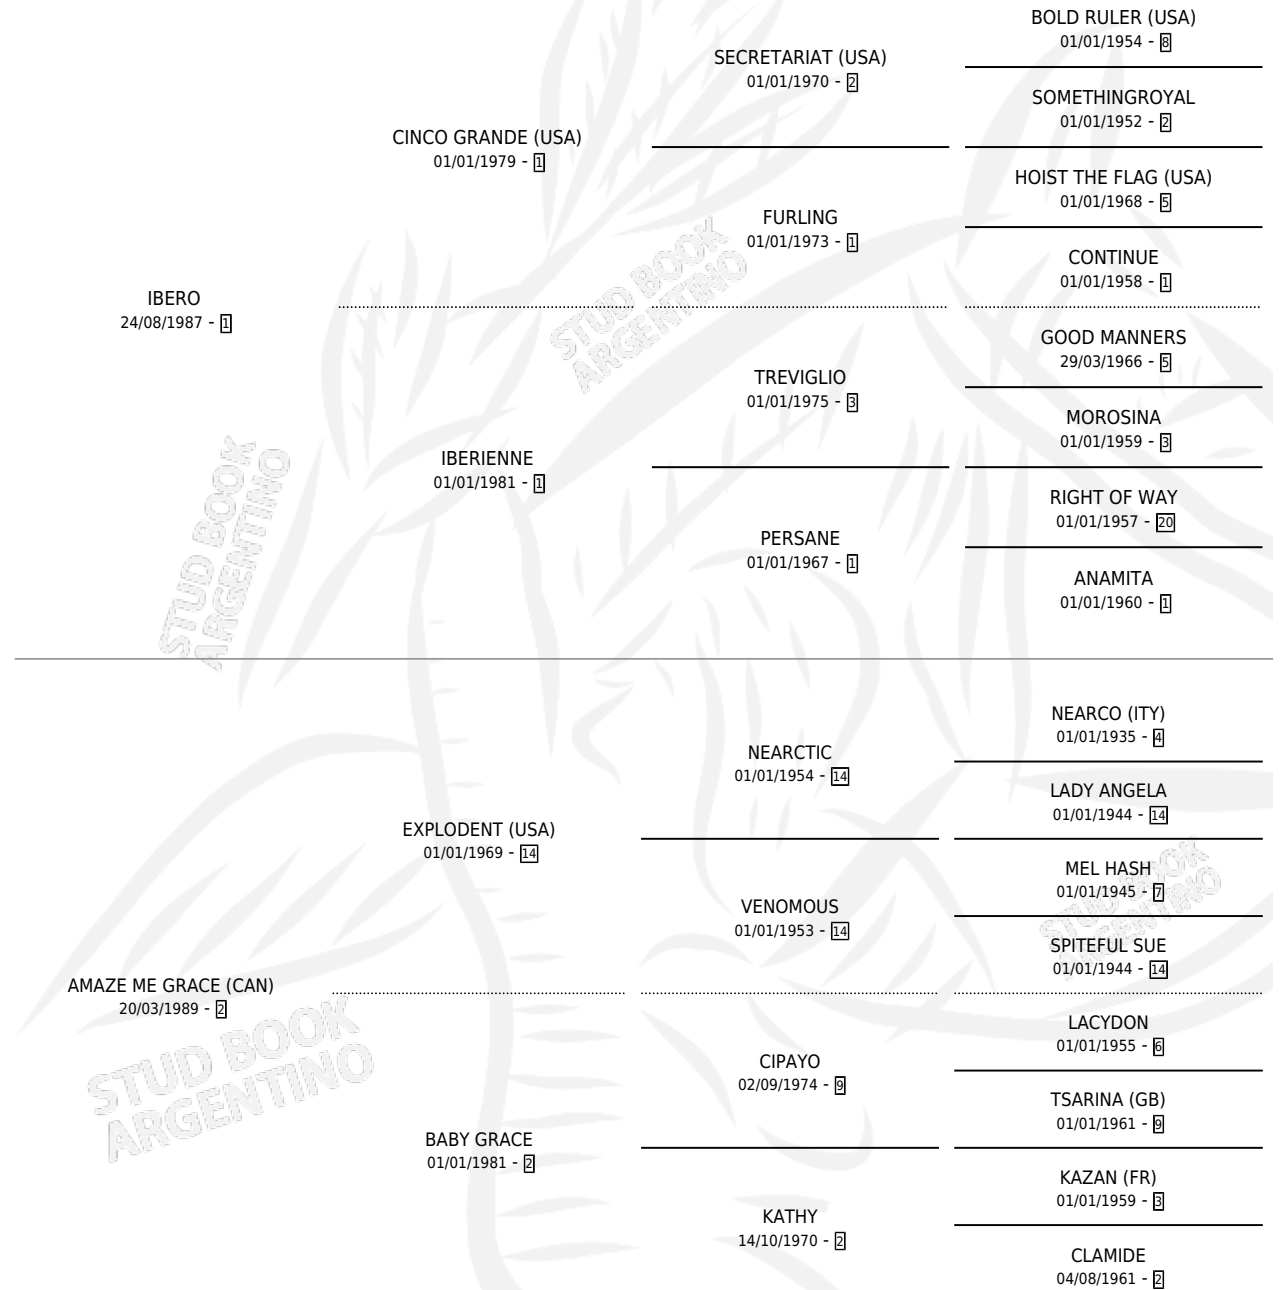 BOLD RULER (USA)
01/01/1954 - 8
SECRETARIAT (USA)
01/01/1970 - 2
SOMETHINGROYAL
01/01/1952 - 2
CINCO GRANDE (USA)
01/01/1979 - 1
HOIST THE FLAG (USA)
01/01/1968 - 5
FURLING
01/01/1973 - 1
CONTINUE
01/01/1958 - 1
IBERO
24/08/1987 - 1
GOOD MANNERS
29/03/1966 - 5
TREVIGLIO
01/01/1975 - 3
MOROSINA
01/01/1959 - 3
IBERIENNE
01/01/1981 - 1
RIGHT OF WAY
01/01/1957 - 20
PERSANE
01/01/1967 - 1
ANAMITA
01/01/1960 - 1
STUD BOOK
ARGENTINO
STUD BOOK
ARGENTINO
NEARCO (ITY)
01/01/1935 - 4
NEARCTIC
01/01/1954 - 14
LADY ANGELA
01/01/1944 - 14
EXPLODENT (USA)
01/01/1969 - 14
MEL HASH
01/01/1945 - 7
VENOMOUS
01/01/1953 - 14
SPITEFUL SUE
01/01/1944 - 14
AMAZE ME GRACE (CAN)
20/03/1989 - 2
LACYDON
01/01/1955 - 6
CIPAYO
02/09/1974 - 9
TSARINA (GB)
01/01/1961 - 9
BABY GRACE
01/01/1981 - 2
KAZAN (FR)
01/01/1959 - 3
KATHY
14/10/1970 - 2
CLAMIDE
04/08/1961 - 2
STUD BOOK
ARGENTINO
STUD BOOK
ARGENTINO